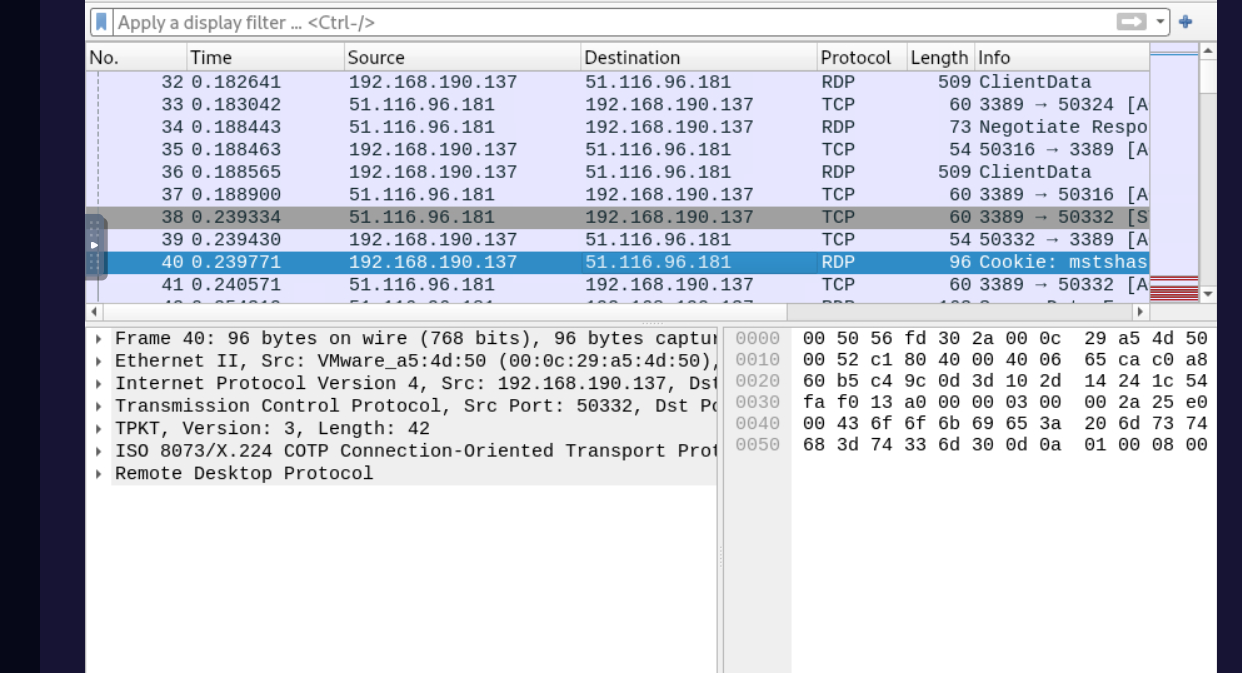 Apply a display filter ... <Ctrl-/>
No. Time Source Destination Protocol Length Info
32 0.182641 192.168.190.137 51.116.96.181 RDP 509 ClientData
33 0.183042 51.116.96.181 192.168.190.137 TCP 60 3389 → 50324 [A
34 0.188443 51.116.96.181 192.168.190.137 RDP 73 Negotiate Respo
35 0.188463 192.168.190.137 51.116.96.181 TCP 54 50316 → 3389 [A
36 0.188565 192.168.190.137 51.116.96.181 RDP 509 ClientData
37 0.188900 51.116.96.181 192.168.190.137 TCP 60 3389 → 50316 [A
38 0.239334 51.116.96.181 192.168.190.137 TCP 60 3389 → 50332 [S
39 0.239430 192.168.190.137 51.116.96.181 TCP 54 50332 → 3389 [A
40 0.239771 192.168.190.137 51.116.96.181 RDP 96 Cookie: mstshas
41 0.240571 51.116.96.181 192.168.190.137 TCP 60 3389 → 50332 [A
Frame 40: 96 bytes on wire (768 bits), 96 bytes captur
Ethernet II, Src: VMware_a5:4d:50 (00:0c:29:a5:4d:50),
Internet Protocol Version 4, Src: 192.168.190.137, Dst
Transmission Control Protocol, Src Port: 50332, Dst Po
TPKT, Version: 3, Length: 42
ISO 8073/X.224 COTP Connection-Oriented Transport Prot
Remote Desktop Protocol
0000 00 50 56 fd 30 2a 00 0c 29 a5 4d 50
0010 00 52 c1 80 40 00 40 06 65 ca c0 a8
0020 60 b5 c4 9c 0d 3d 10 2d 14 24 1c 54
0030 fa f0 13 a0 00 00 03 00 00 2a 25 e0
0040 00 43 6f 6f 6b 69 65 3a 20 6d 73 74
0050 68 3d 74 33 6d 30 0d 0a 01 00 08 00